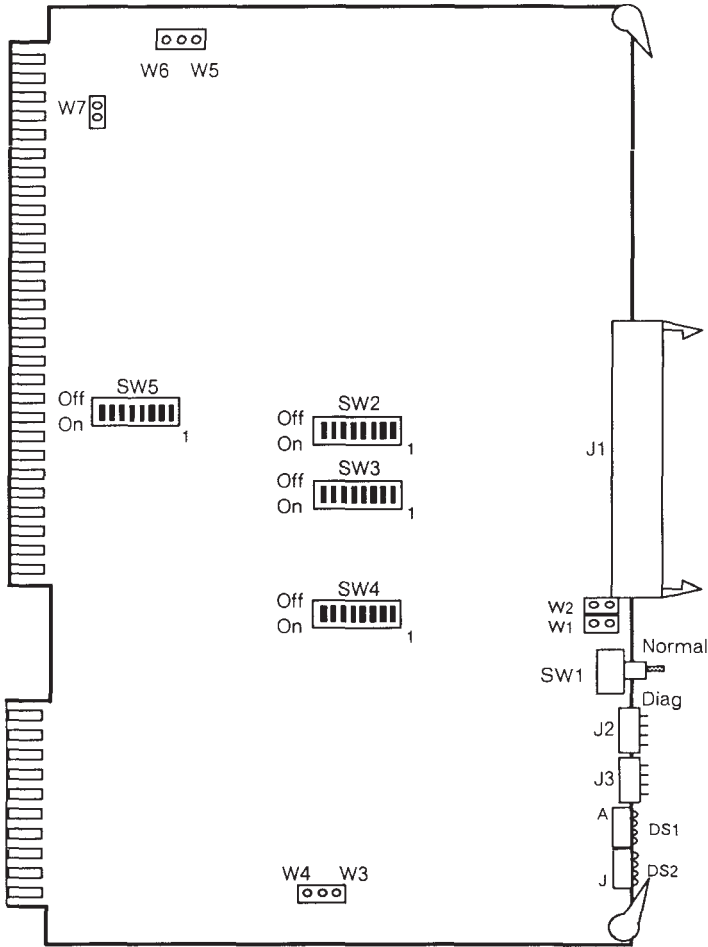 W6 W5
W7
SW5
Off
On
1
SW2
Off
On
1
SW3
Off
On
1
J1
SW4
Off
On
1
W2
W1
Normal
SW1
Diag
J2
J3
A
DS1
J
DS2
W4 W3